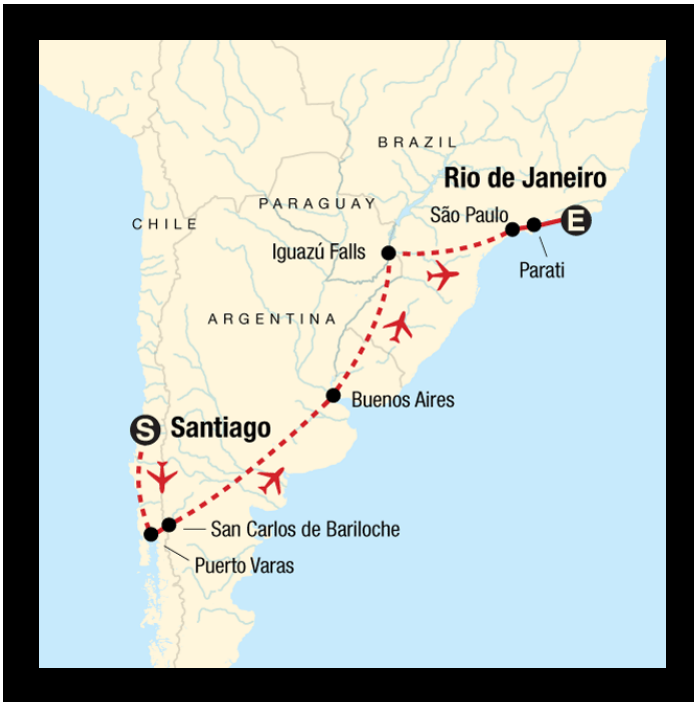 BRAZIL
Rio de Janeiro
PARAGUAY
São Paulo
E
CHILE
Iguazú Falls
Parati
ARGENTINA
Buenos Aires
S Santiago
San Carlos de Bariloche
Puerto Varas